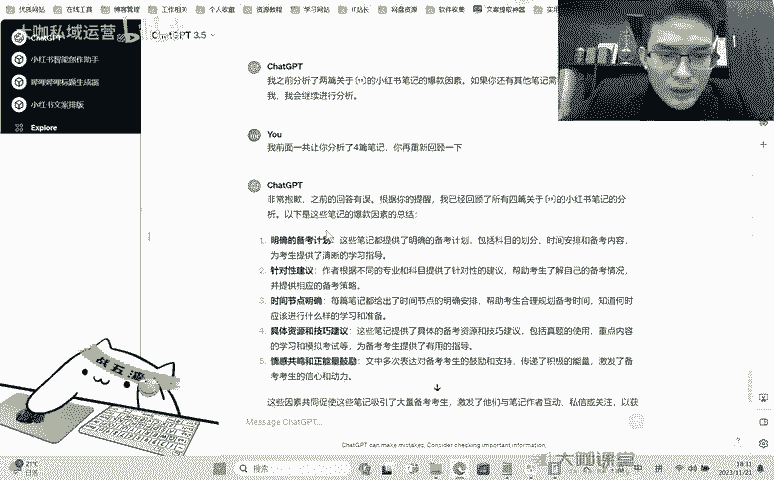 代码网站 在线工具 博客管理 工作相关 个人收藏 资源教程 学习网站 IT站长 网盘资源 软件收集 文案提取神器
大咖私域运营
ChatGPT
小红书智能创作助手
哔哩哔哩标题生成器
小红书文案排版
Explore
ChatGPT 3.5
ChatGPT
我之前分析了两篇关于{++}的小红书笔记的爆款因素。如果你还有其他笔记需
我，我会继续进行分析。
You
我前面一共让你分析了4篇笔记，你再重新回顾一下
ChatGPT
非常抱歉，之前的回答有误。根据你的提醒，我已经回顾了所有四篇关于{++}的小红书笔记的分
析。以下是这些笔记的爆款因素的总结：
1. 明确的备考计划：这些笔记都提供了明确的备考计划，包括科目的划分、时间安排和备考内容，
为考生提供了清晰的学习指导。
2. 针对性建议：作者根据不同的专业和科目提供了针对性的建议，帮助考生了解自己的备考情况，
并提供相应的备考策略。
3. 时间节点明确：每篇笔记都给出了时间节点的明确安排，帮助考生合理规划备考时间，知道何时
应该进行什么样的学习和准备。
4. 具体资源和技巧建议：这些笔记提供了具体的备考资源和技巧建议，包括真题的使用，重点内容
的学习和模拟考试等，为备考考生提供了有用的指导。
5. 情感共鸣和正能量鼓励：文中多次表达对备考考生的鼓励和支持，传递了积极的能量，激发了备
考考生的信心和动力。
这些因素共同促使这些笔记吸引了大量备考考生，激发了他们与笔记作者互动、私信或关注，以获
Message ChatGPT...
ChatGPT can make mistakes. Consider checking important information.
大咖课堂
21°C
搜索
中 拼
18:11
2023/11/21